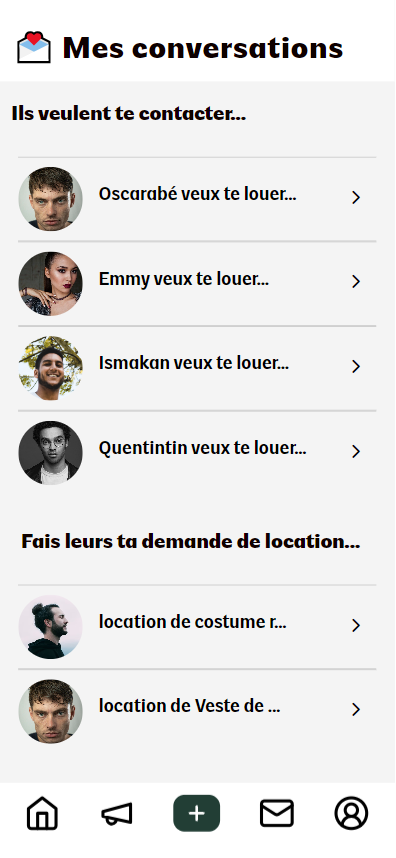 Mes conversations
Ils veulent te contacter...
Oscarabé veux te louer...
Emmy veux te louer...
Ismakan veux te louer...
Quentintin veux te louer...
Fais leurs ta demande de location...
location de costume r...
location de Veste de ...